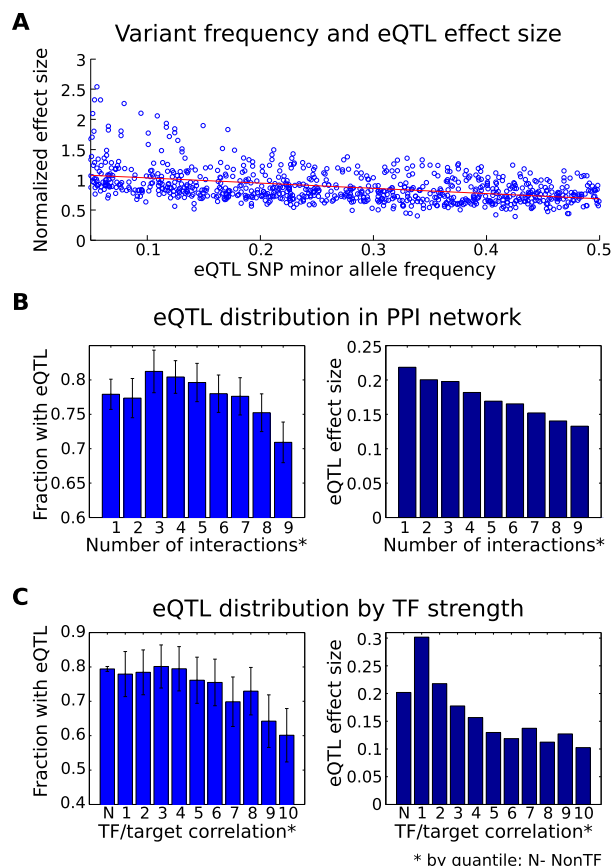 A
Variant frequency and eQTL effect size
Normalized effect size
3
2.5
2
1.5
1
0.5
0
0.1 0.2 0.3 0.4 0.5
eQTL SNP minor allele frequency
B
eQTL distribution in PPI network
Fraction with eQTL
0.8
0.75
0.7
0.65
0.6
1 2 3 4 5 6 7 8 9
Number of interactions*
eQTL effect size
0.25
0.2
0.15
0.1
0.05
0
1 2 3 4 5 6 7 8 9
Number of interactions*
C
eQTL distribution by TF strength
Fraction with eQTL
0.9
0.8
0.7
0.6
0.5
0.4
N 1 2 3 4 5 6 7 8 9 10
TF/target correlation*
eQTL effect size
0.3
0.25
0.2
0.15
0.1
0.05
0
N 1 2 3 4 5 6 7 8 9 10
TF/target correlation*
* by quantile; N- NonTF